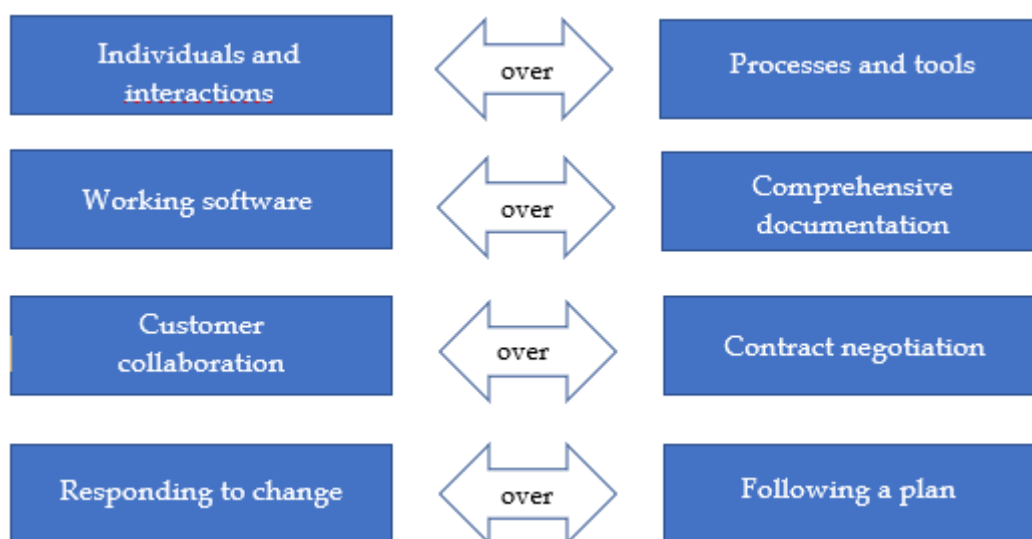 Individuals and
interactions
over
Processes and tools
Working software
over
Comprehensive
documentation
Customer
collaboration
over
Contract negotiation
Responding to change
over
Following a plan